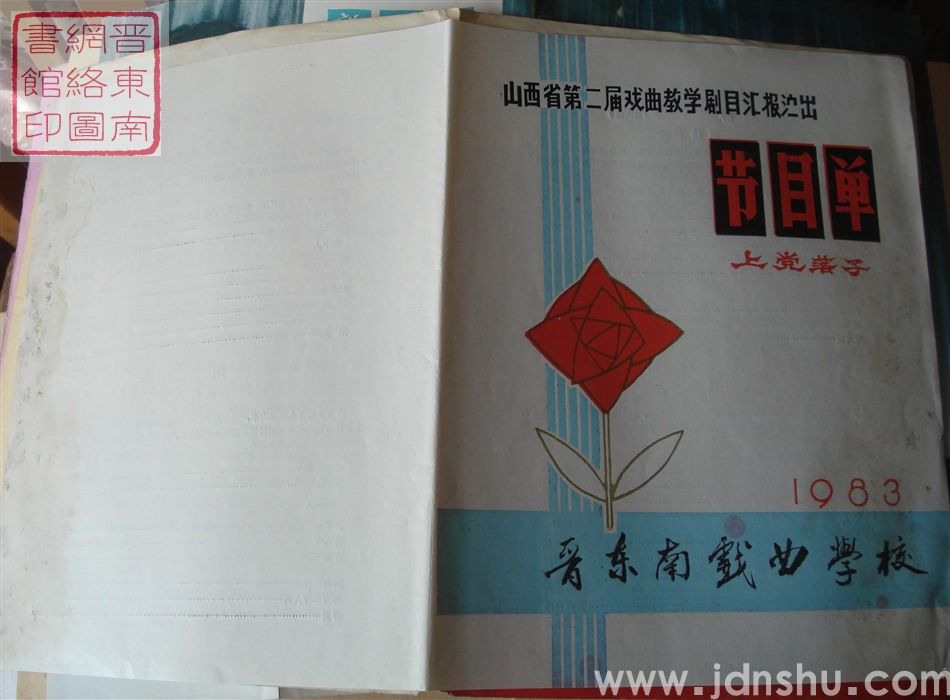 晋東南
網絡圖
書館印
山西省第二届戏曲教学剧目汇报演出
节目单
上党落子
1983
晋东南戲曲學校
www.jdnshu.com